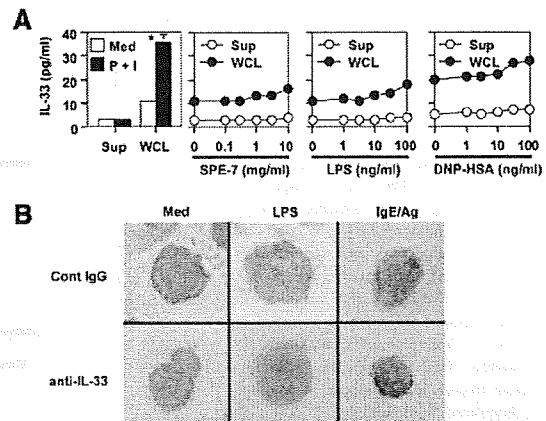 A
IL-33 (pg/ml)
40
30
20
10
0
Med
P + I
*
Sup WCL
Sup
WCL
0 0.1 1 10
SPE-7 (mg/ml)
Sup
WCL
0 1 10 100
LPS (ng/ml)
Sup
WCL
0 1 10 100
DNP-HSA (ng/ml)
B
Med LPS IgE/Ag
Cont IgG
anti-IL-33